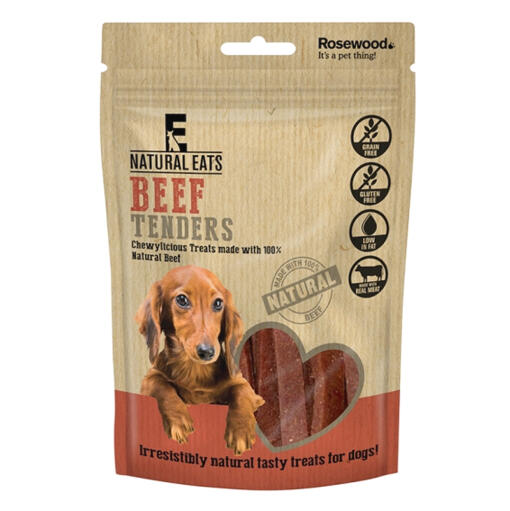 Rosewood
It's a pet thing!
E
NATURAL EATS
BEEF
TENDERS
Chewylicious Treats made with 100%
Natural Beef
GRAIN
FREE
GLUTEN
FREE
LOW
IN FAT
MADE WITH
REAL MEAT
MADE WITH 100%
NATURAL
BEEF
Irresistibly natural tasty treats for dogs!